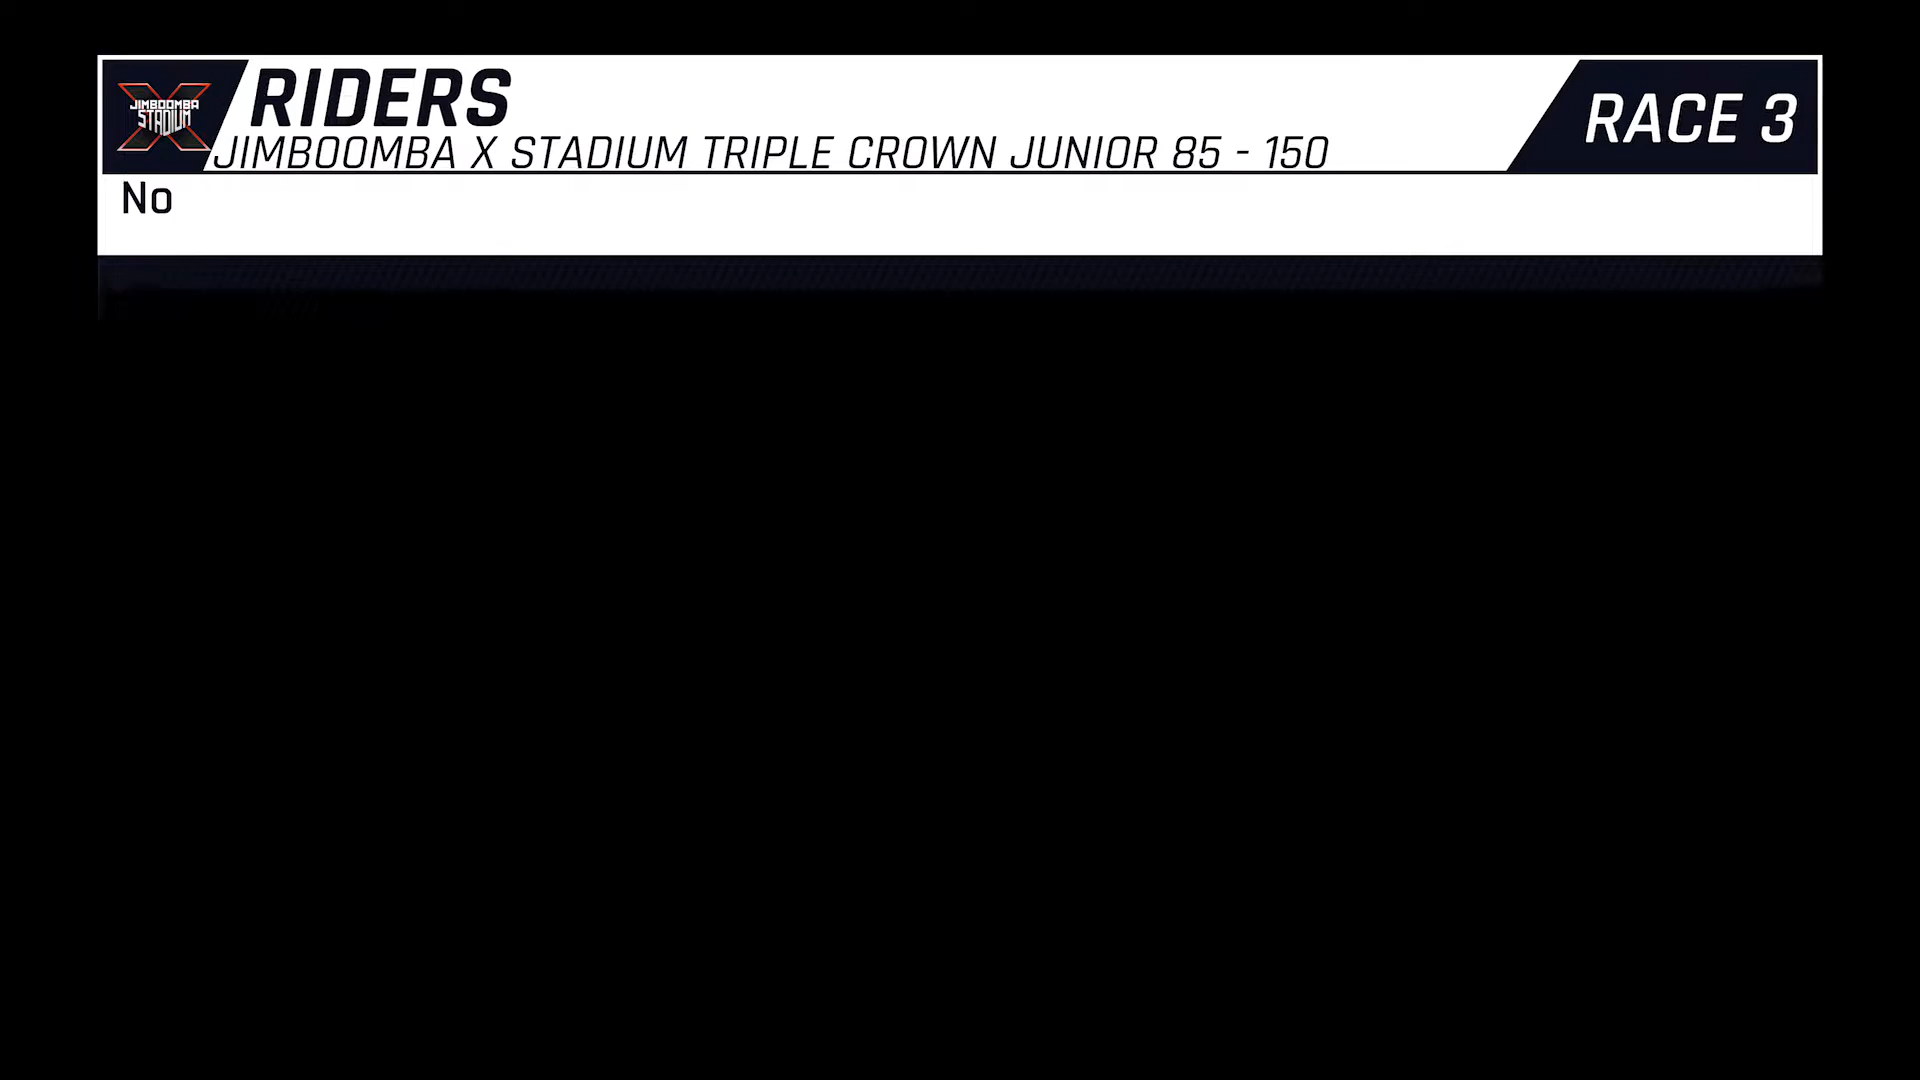 JIMBOOMBA
STADIUM
RIDERS
JIMBOOMBA X STADIUM TRIPLE CROWN JUNIOR 85 - 150
RACE 3
No